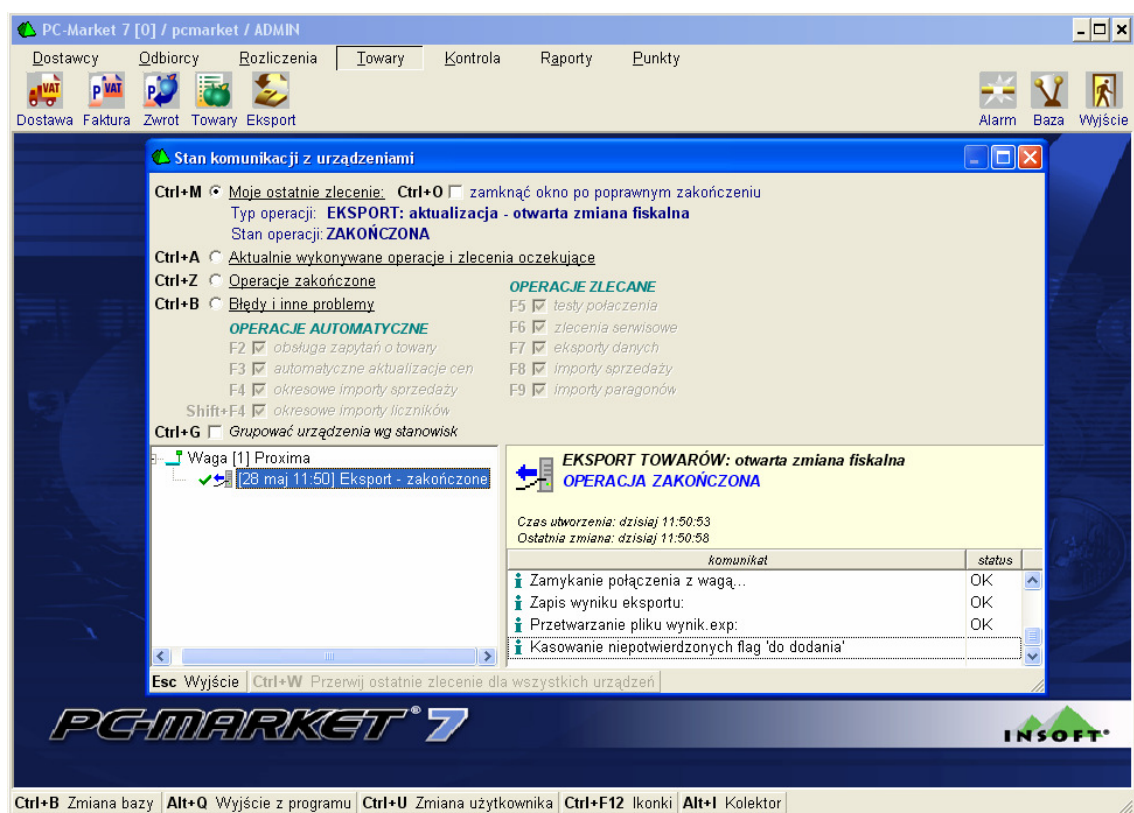 PC-Market 7 [0] / pcmarket / ADMIN
Dostawcy Odbiorcy Rozliczenia Towary Kontrola Raporty Punkty
VAT P VAT P
Dostawa Faktura Zwrot Towary Eksport Alarm Baza Wyjście
Stan komunikacji z urządzeniami
Ctrl+M Moje ostatnie zlecenie: Ctrl+O zamknąć okno po poprawnym zakończeniu
Typ operacji: EKSPORT: aktualizacja - otwarta zmiana fiskalna
Stan operacji: ZAKOŃCZONA
Ctrl+A Aktualnie wykonywane operacje i zlecenia oczekujące
Ctrl+Z Operacje zakończone
Ctrl+B Błędy i inne problemy
OPERACJE AUTOMATYCZNE
F2 obsługa zapytań o towary
F3 automatyczne aktualizacje cen
F4 okresowe importy sprzedaży
Shift+F4 okresowe importy liczników
OPERACJE ZLECANE
F5 testy połaczenia
F6 zlecenia serwisowe
F7 eksporty danych
F8 importy sprzedaży
F9 importy paragonów
Ctrl+G Grupować urządzenia wg stanowisk
Waga [1] Proxima
[28 maj 11:50] Eksport - zakończone
EKSPORT TOWARÓW: otwarta zmiana fiskalna
OPERACJA ZAKOŃCZONA
Czas utworzenia: dzisiaj 11:50:53
Ostatnia zmiana: dzisiaj 11:50:58
komunikat status
Zamykanie połączenia z wagą... OK
Zapis wyniku eksportu: OK
Przetwarzanie pliku wynik.exp: OK
Kasowanie niepotwierdzonych flag 'do dodania'
Esc Wyjście Ctrl+W Przerwij ostatnie zlecenie dla wszystkich urządzeń
PC-MARKET® 7
INSOFT®
Ctrl+B Zmiana bazy Alt+Q Wyjście z programu Ctrl+U Zmiana użytkownika Ctrl+F12 Ikonki Alt+I Kolektor